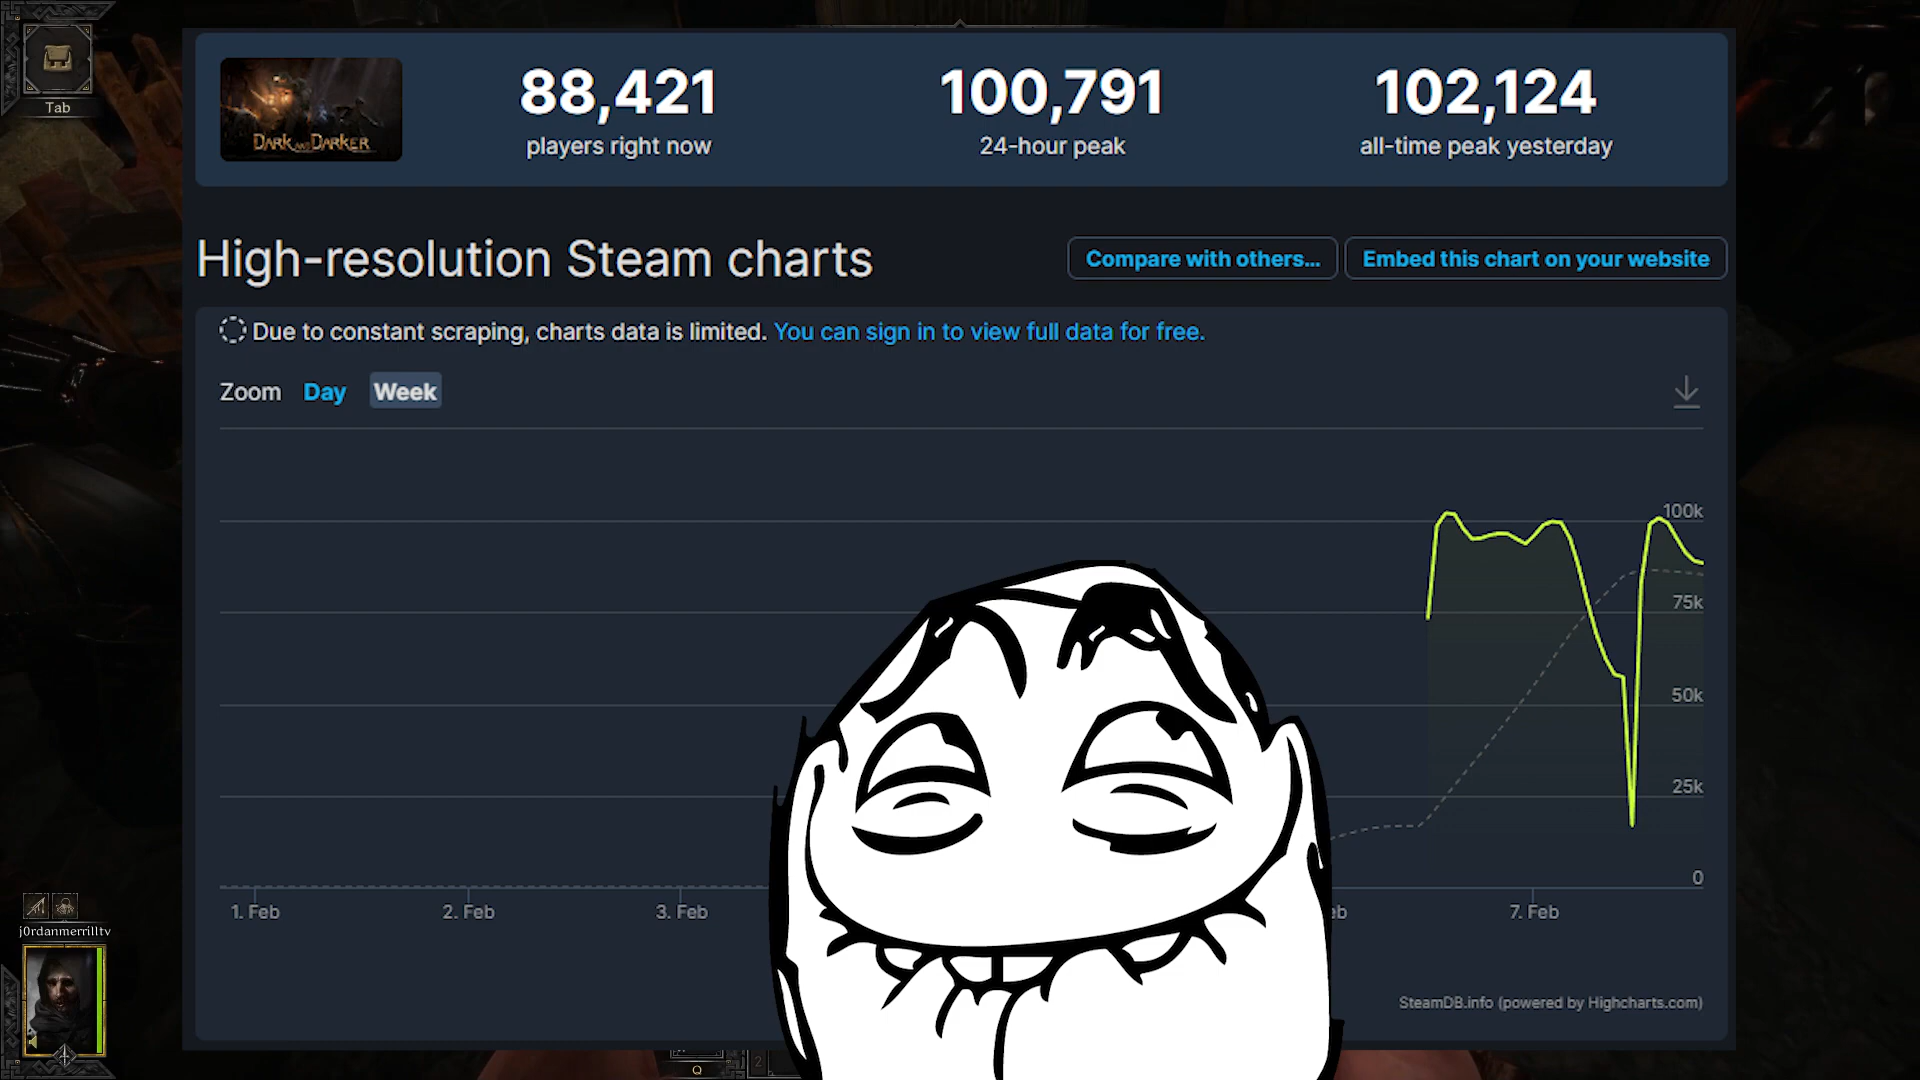 Tab
DARK AND DARKER
88,421
players right now
100,791
24-hour peak
102,124
all-time peak yesterday
High-resolution Steam charts
Compare with others...
Embed this chart on your website
Due to constant scraping, charts data is limited. You can sign in to view full data for free.
Zoom Day Week
100k
75k
50k
25k
0
1. Feb
2. Feb
3. Feb
eb
7. Feb
SteamDB.info (powered by Highcharts.com)
j0rdanmerrilltv
Q
2